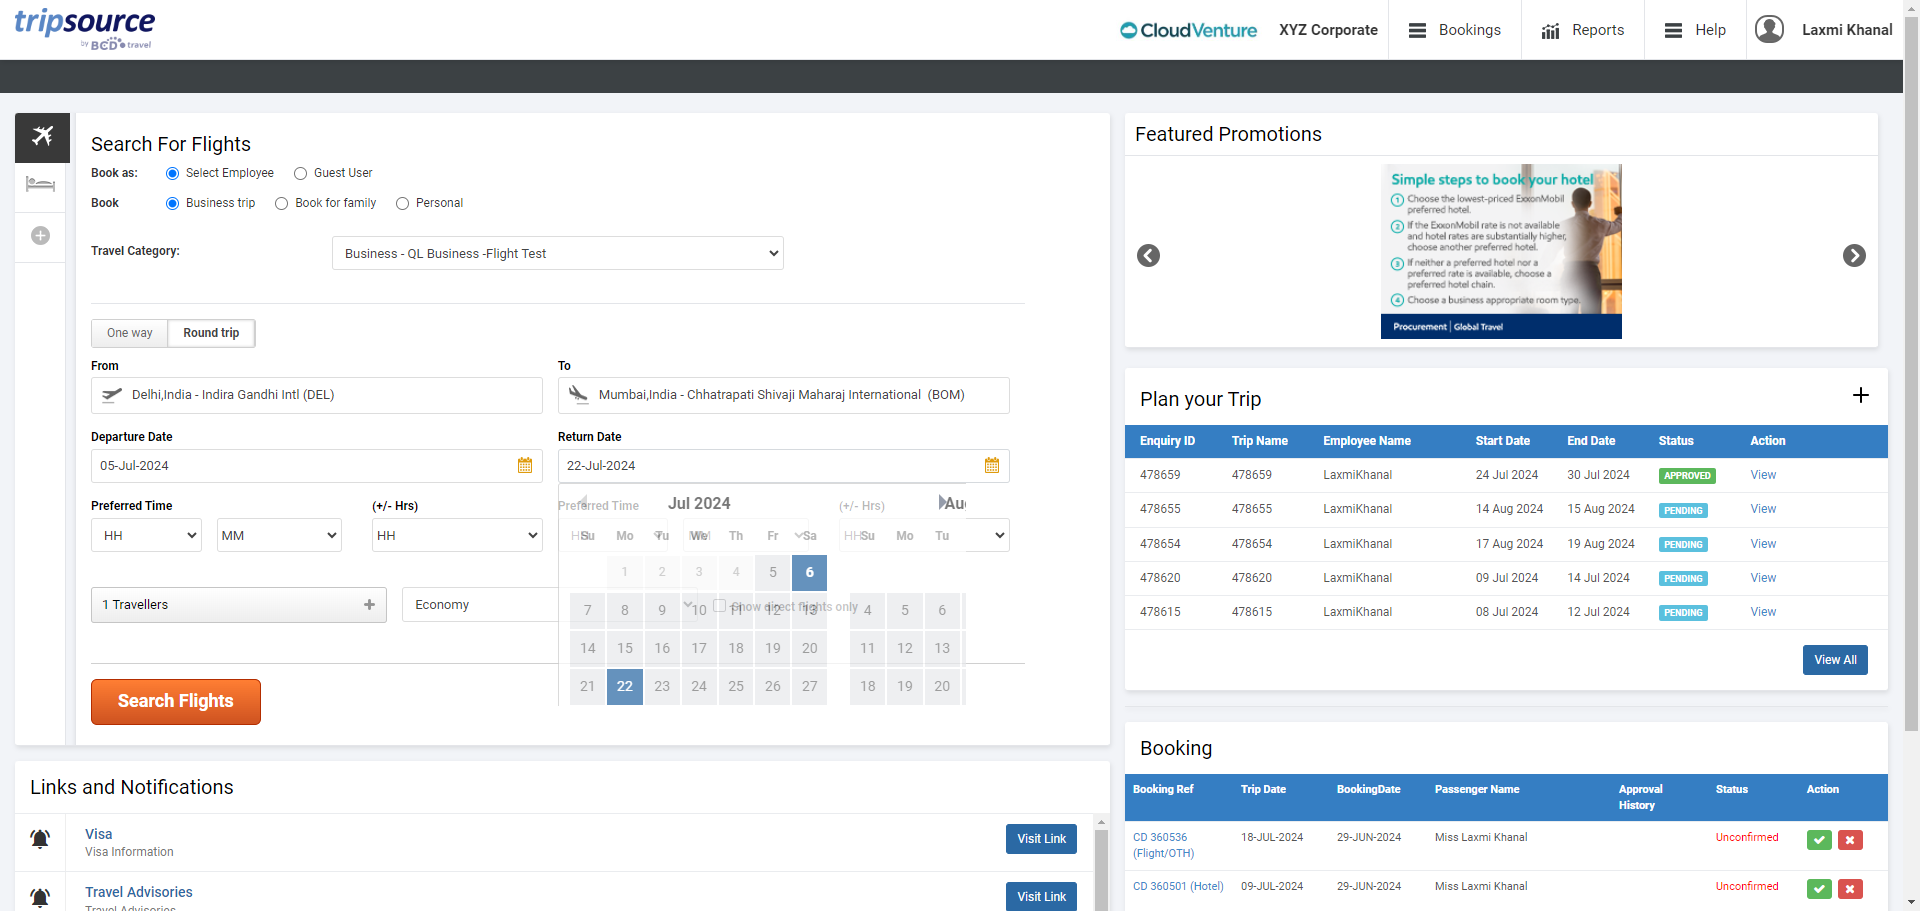 tripsource
by BCD travel
CloudVenture
XYZ Corporate
Bookings
Reports
Help
Laxmi Khanal
Search For Flights
Book as:
Select Employee
Guest User
Book
Business trip
Book for family
Personal
Travel Category:
Business - QL Business -Flight Test
One way
Round trip
From
To
Delhi,India - Indira Gandhi Intl (DEL)
Mumbai,India - Chhatrapati Shivaji Maharaj International (BOM)
Departure Date
Return Date
05-Jul-2024
22-Jul-2024
Preferred Time
(+/- Hrs)
HH
MM
HH
Preferred Time
(+/- Hrs)
HH
MM
HH
Jul 2024
Su Mo Tu We Th Fr Sa
1 2 3 4 5 6
7 8 9 10 11 12 13
14 15 16 17 18 19 20
21 22 23 24 25 26 27
Aug
Su Mo Tu
4 5 6
11 12 13
18 19 20
1 Travellers
Economy
Show direct flights only
Search Flights
Links and Notifications
Visa
Visa Information
Visit Link
Travel Advisories
Travel Advisories
Visit Link
Featured Promotions
Simple steps to book your hotel
1 Choose the lowest-priced ExxonMobil
preferred hotel.
2 If the ExxonMobil rate is not available
and hotel rates are substantially higher,
choose another preferred hotel.
3 If neither a preferred hotel nor a
preferred rate is available, choose a
preferred hotel chain.
4 Choose a business appropriate room type.
Procurement | Global Travel
Plan your Trip
Enquiry ID Trip Name Employee Name Start Date End Date Status Action
478659 478659 LaxmiKhanal 24 Jul 2024 30 Jul 2024 APPROVED View
478655 478655 LaxmiKhanal 14 Aug 2024 15 Aug 2024 PENDING View
478654 478654 LaxmiKhanal 17 Aug 2024 19 Aug 2024 PENDING View
478620 478620 LaxmiKhanal 09 Jul 2024 14 Jul 2024 PENDING View
478615 478615 LaxmiKhanal 08 Jul 2024 12 Jul 2024 PENDING View
View All
Booking
Booking Ref Trip Date BookingDate Passenger Name Approval History Status Action
CD 360536 (Flight/OTH) 18-JUL-2024 29-JUN-2024 Miss Laxmi Khanal Unconfirmed
CD 360501 (Hotel) 09-JUL-2024 29-JUN-2024 Miss Laxmi Khanal Unconfirmed